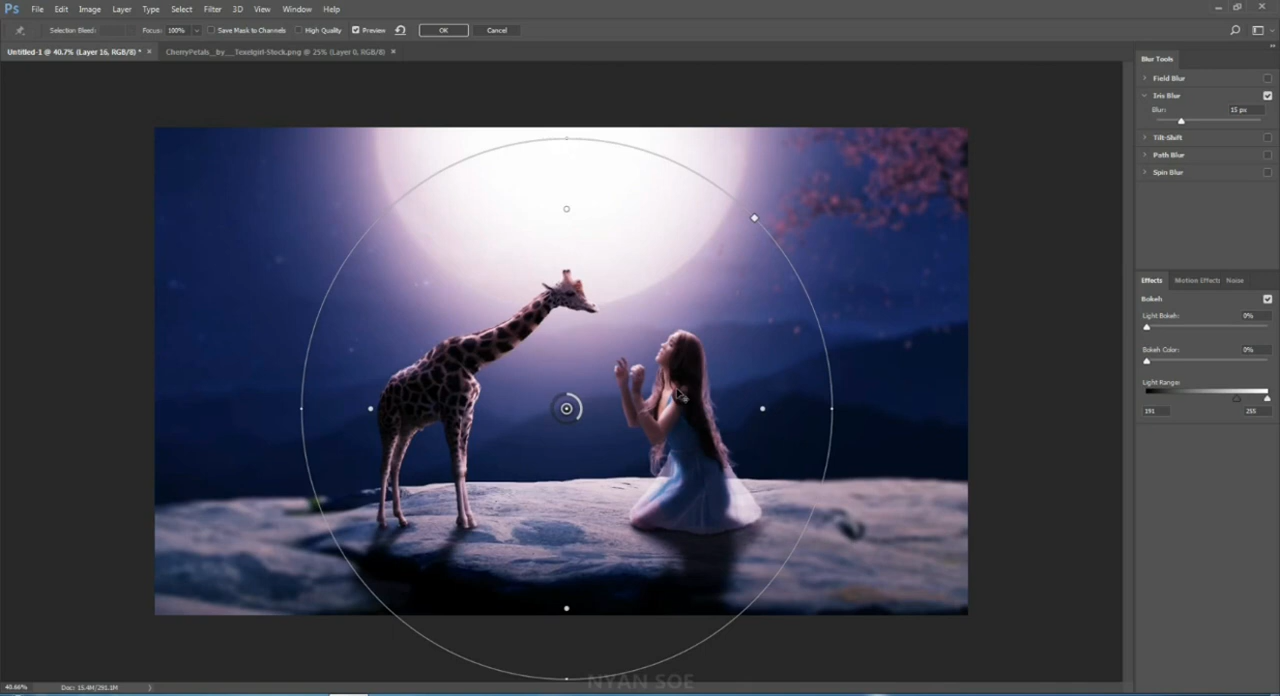 Ps File Edit Image Layer Type Select Filter 3D View Window Help
Selection Bleed: Focus: 100% Save Mask to Channels High Quality Preview OK Cancel
Untitled-1 @ 40.7% (Layer 16, RGB/8) * × CherryPetals__by__Texelgirl-Stock.png @ 25% (Layer 0, RGB/8) ×
Blur Tools
Field Blur
Iris Blur
Blur: 15 px
Tilt-Shift
Path Blur
Spin Blur
Effects Motion Effects Noise
Bokeh
Light Bokeh: 0%
Bokeh Color: 0%
Light Range:
191 255
NYAN SOE
40.66% Doc: 15.4M/291.1M